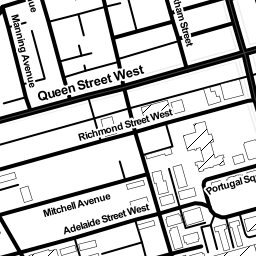 Manning Avenue
Queen Street West
Richmond Street West
Mitchell Avenue
Adelaide Street West
Portugal Sq